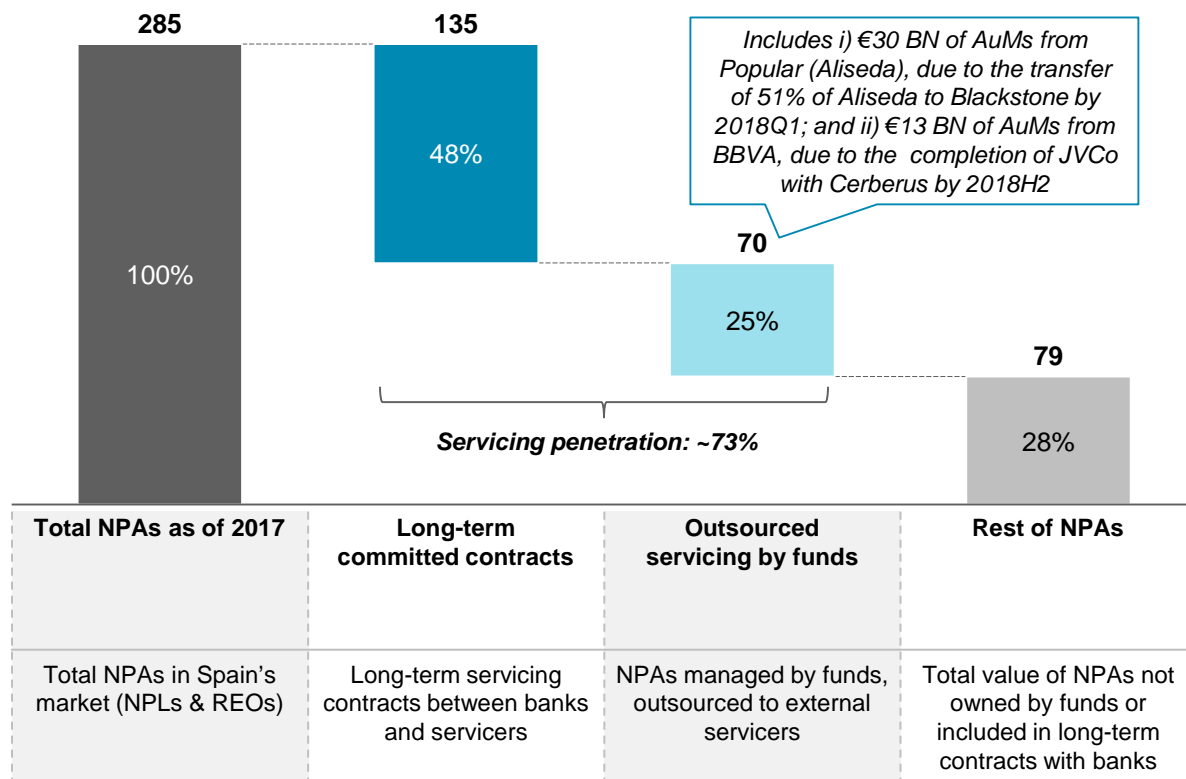 285
135
70
79
Includes i) €30 BN of AuMs from
Popular (Aliseda), due to the transfer
of 51% of Aliseda to Blackstone by
2018Q1; and ii) €13 BN of AuMs from
BBVA, due to the completion of JVCo
with Cerberus by 2018H2
100%
48%
25%
28%
Servicing penetration: ~73%
Total NPAs as of 2017
Long-term
committed contracts
Outsourced
servicing by funds
Rest of NPAs
Total NPAs in Spain's
market (NPLs & REOs)
Long-term servicing
contracts between banks
and servicers
NPAs managed by funds,
outsourced to external
servicers
Total value of NPAs not
owned by funds or
included in long-term
contracts with banks